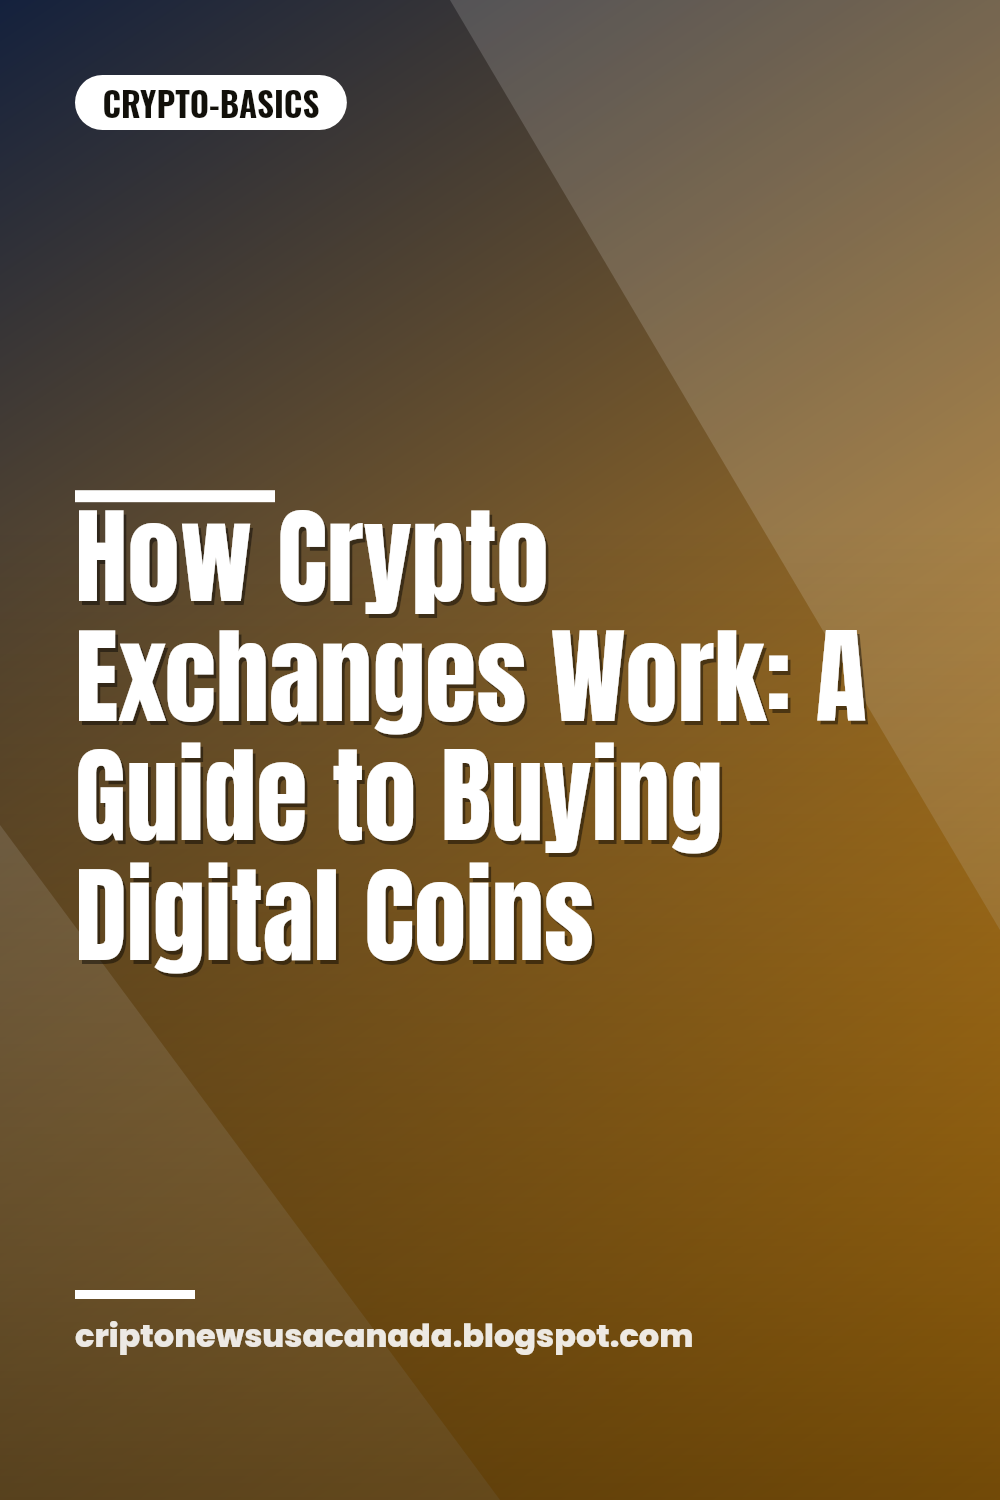 CRYPTO-BASICS
How Crypto
Exchanges Work: A
Guide to Buying
Digital Coins
criptonewsusacanada.blogspot.com